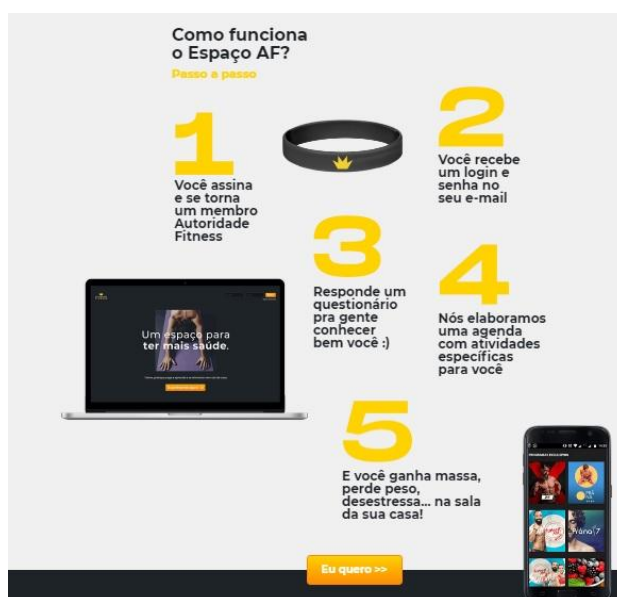 Como funciona
o Espaço AF?
Passo a passo
1
Você assina
e se torna
um membro
Autoridade
Fitness
2
Você recebe
um login e
senha no
seu e-mail
3
Responde um
questionário
pra gente
conhecer
bem você :)
4
Nós elaboramos
uma agenda
com atividades
específicas
para você
Um espaço para
ter mais saúde.
5
E você ganha massa,
perde peso,
desestressa... na sala
da sua casa!
Eu quero >>